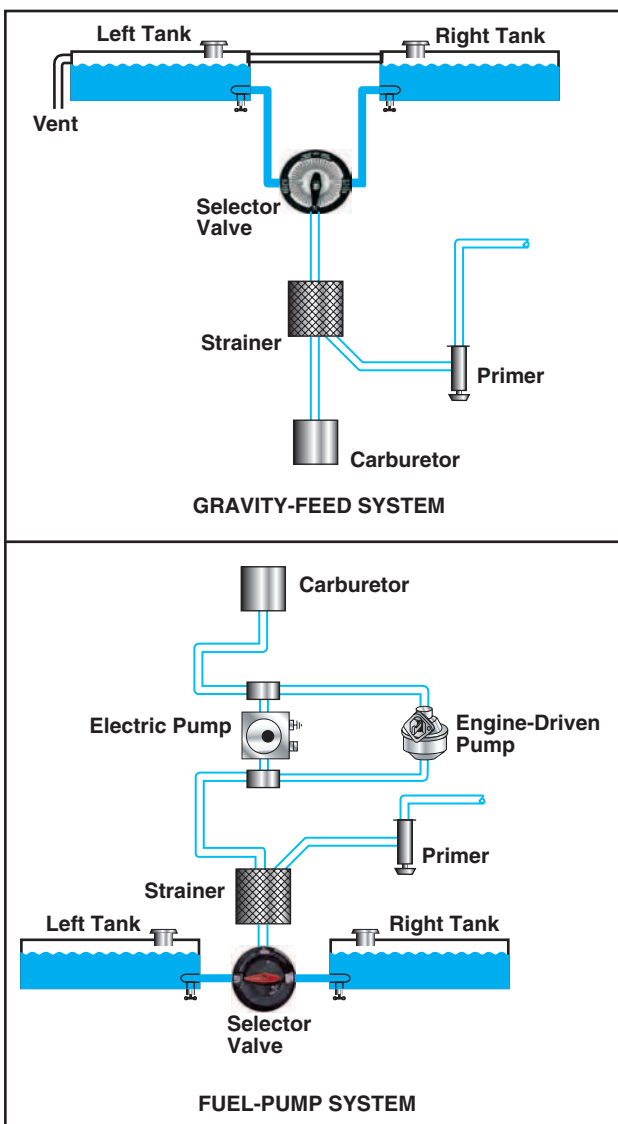 Left Tank
Right Tank
Vent
Selector
Valve
Strainer
Primer
Carburetor
GRAVITY-FEED SYSTEM
Carburetor
Electric Pump
Engine-Driven
Pump
Primer
Strainer
Left Tank
Right Tank
Selector
Valve
FUEL-PUMP SYSTEM